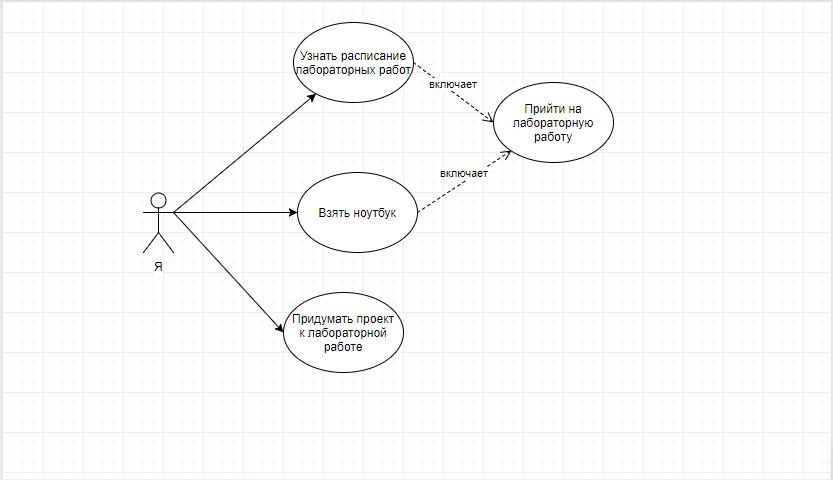 Узнать расписание
лабораторных работ
включает
Прийти на
лабораторную
работу
включает
Взять ноутбук
Я
Придумать проект
к лабораторной
работе